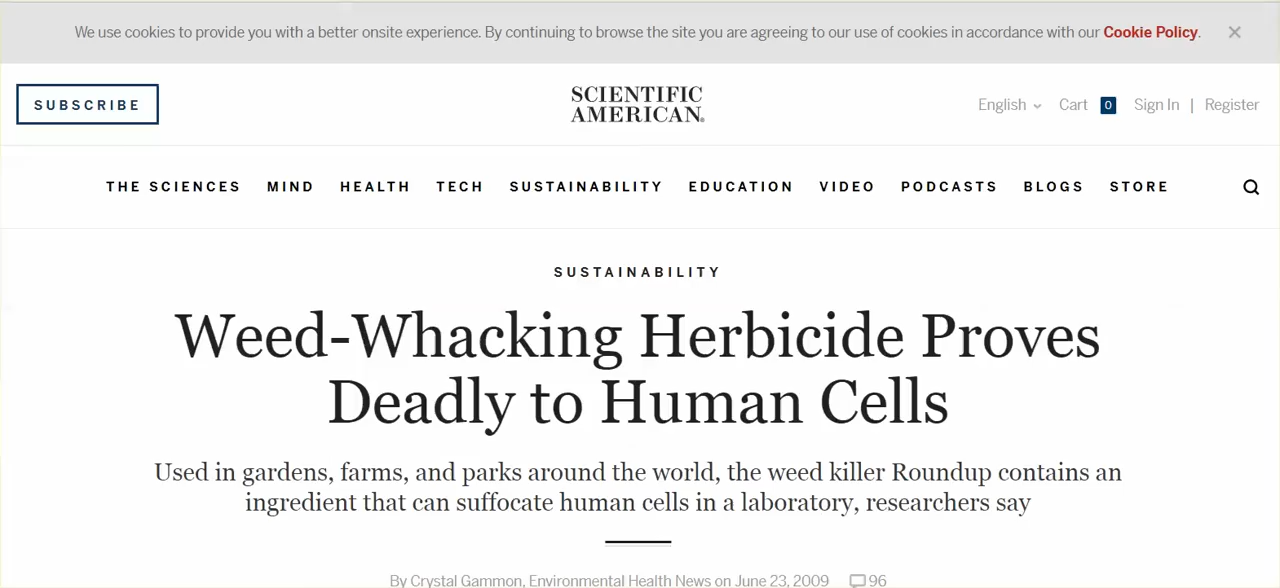 We use cookies to provide you with a better onsite experience. By continuing to browse the site you are agreeing to our use of cookies in accordance with our Cookie Policy.
SUBSCRIBE
SCIENTIFIC
AMERICAN®
English Cart 0 Sign In | Register
THE SCIENCES MIND HEALTH TECH SUSTAINABILITY EDUCATION VIDEO PODCASTS BLOGS STORE
SUSTAINABILITY
Weed-Whacking Herbicide Proves
Deadly to Human Cells
Used in gardens, farms, and parks around the world, the weed killer Roundup contains an
ingredient that can suffocate human cells in a laboratory, researchers say
By Crystal Gammon, Environmental Health News on June 23, 2009 96